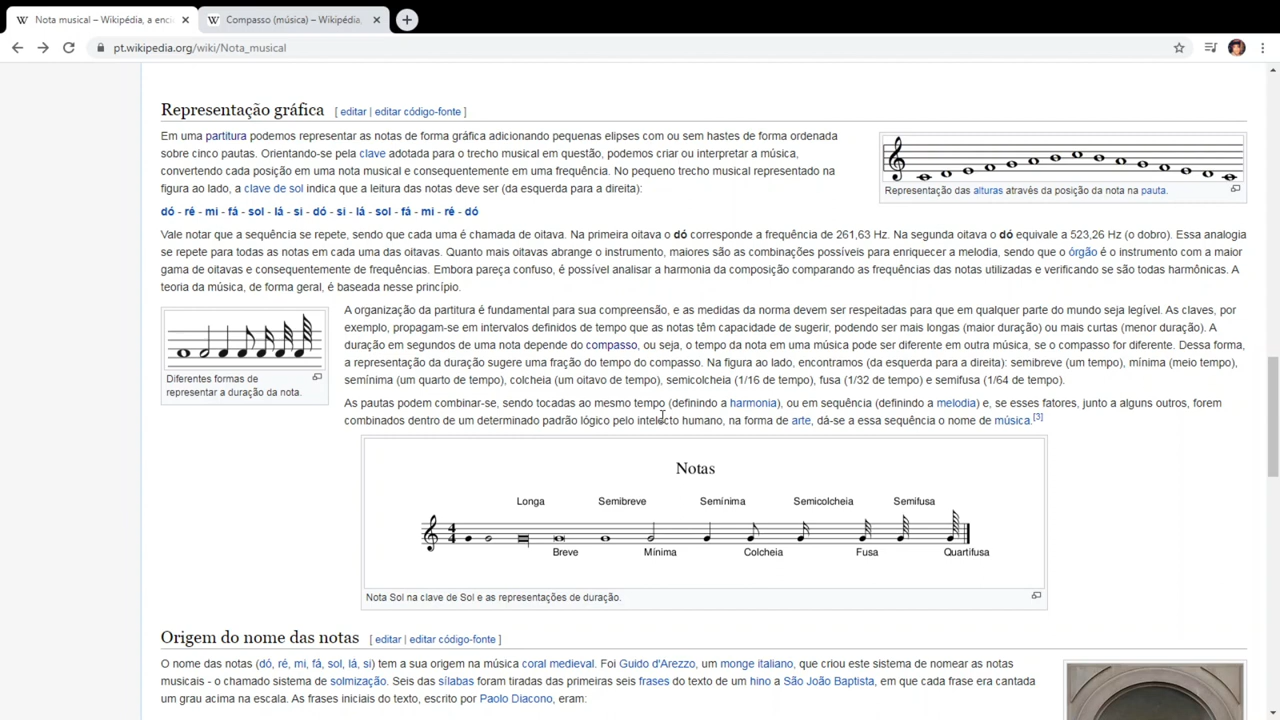 Nota musical – Wikipédia, a enci
Compasso (música) – Wikipédia,
pt.wikipedia.org/wiki/Nota_musical
Representação gráfica [ editar | editar código-fonte ]
Em uma partitura podemos representar as notas de forma gráfica adicionando pequenas elipses com ou sem hastes de forma ordenada
sobre cinco pautas. Orientando-se pela clave adotada para o trecho musical em questão, podemos criar ou interpretar a música,
convertendo cada posição em uma nota musical e consequentemente em uma frequência. No pequeno trecho musical representado na
figura ao lado, a clave de sol indica que a leitura das notas deve ser (da esquerda para a direita):
Representação das alturas através da posição da nota na pauta.
dó - ré - mi - fá - sol - lá - si - dó - si - lá - sol - fá - mi - ré - dó
Vale notar que a sequência se repete, sendo que cada uma é chamada de oitava. Na primeira oitava o dó corresponde a frequência de 261,63 Hz. Na segunda oitava o dó equivale a 523,26 Hz (o dobro). Essa analogia
se repete para todas as notas em cada uma das oitavas. Quanto mais oitavas abrange o instrumento, maiores são as combinações possíveis para enriquecer a melodia, sendo que o órgão é o instrumento com a maior
gama de oitavas e consequentemente de frequências. Embora pareça confuso, é possível analisar a harmonia da composição comparando as frequências das notas utilizadas e verificando se são todas harmônicas. A
teoria da música, de forma geral, é baseada nesse princípio.
Diferentes formas de
representar a duração da nota.
A organização da partitura é fundamental para sua compreensão, e as medidas da norma devem ser respeitadas para que em qualquer parte do mundo seja legível. As claves, por
exemplo, propagam-se em intervalos definidos de tempo que as notas têm capacidade de sugerir, podendo ser mais longas (maior duração) ou mais curtas (menor duração). A
duração em segundos de uma nota depende do compasso, ou seja, o tempo da nota em uma música pode ser diferente em outra música, se o compasso for diferente. Dessa forma,
a representação da duração sugere uma fração do tempo do compasso. Na figura ao lado, encontramos (da esquerda para a direita): semibreve (um tempo), mínima (meio tempo),
semínima (um quarto de tempo), colcheia (um oitavo de tempo), semicolcheia (1/16 de tempo), fusa (1/32 de tempo) e semifusa (1/64 de tempo).
As pautas podem combinar-se, sendo tocadas ao mesmo tempo (definindo a harmonia), ou em sequência (definindo a melodia) e, se esses fatores, junto a alguns outros, forem
combinados dentro de um determinado padrão lógico pelo intelecto humano, na forma de arte, dá-se a essa sequência o nome de música.[3]
Notas
Longa Semibreve Semínima Semicolcheia Semifusa
4
4
Breve Mínima Colcheia Fusa Quartifusa
Nota Sol na clave de Sol e as representações de duração.
Origem do nome das notas [ editar | editar código-fonte ]
O nome das notas (dó, ré, mi, fá, sol, lá, si) tem a sua origem na música coral medieval. Foi Guido d'Arezzo, um monge italiano, que criou este sistema de nomear as notas
musicais - o chamado sistema de solmização. Seis das sílabas foram tiradas das primeiras seis frases do texto de um hino a São João Baptista, em que cada frase era cantada
um grau acima na escala. As frases iniciais do texto, escrito por Paolo Diacono, eram: